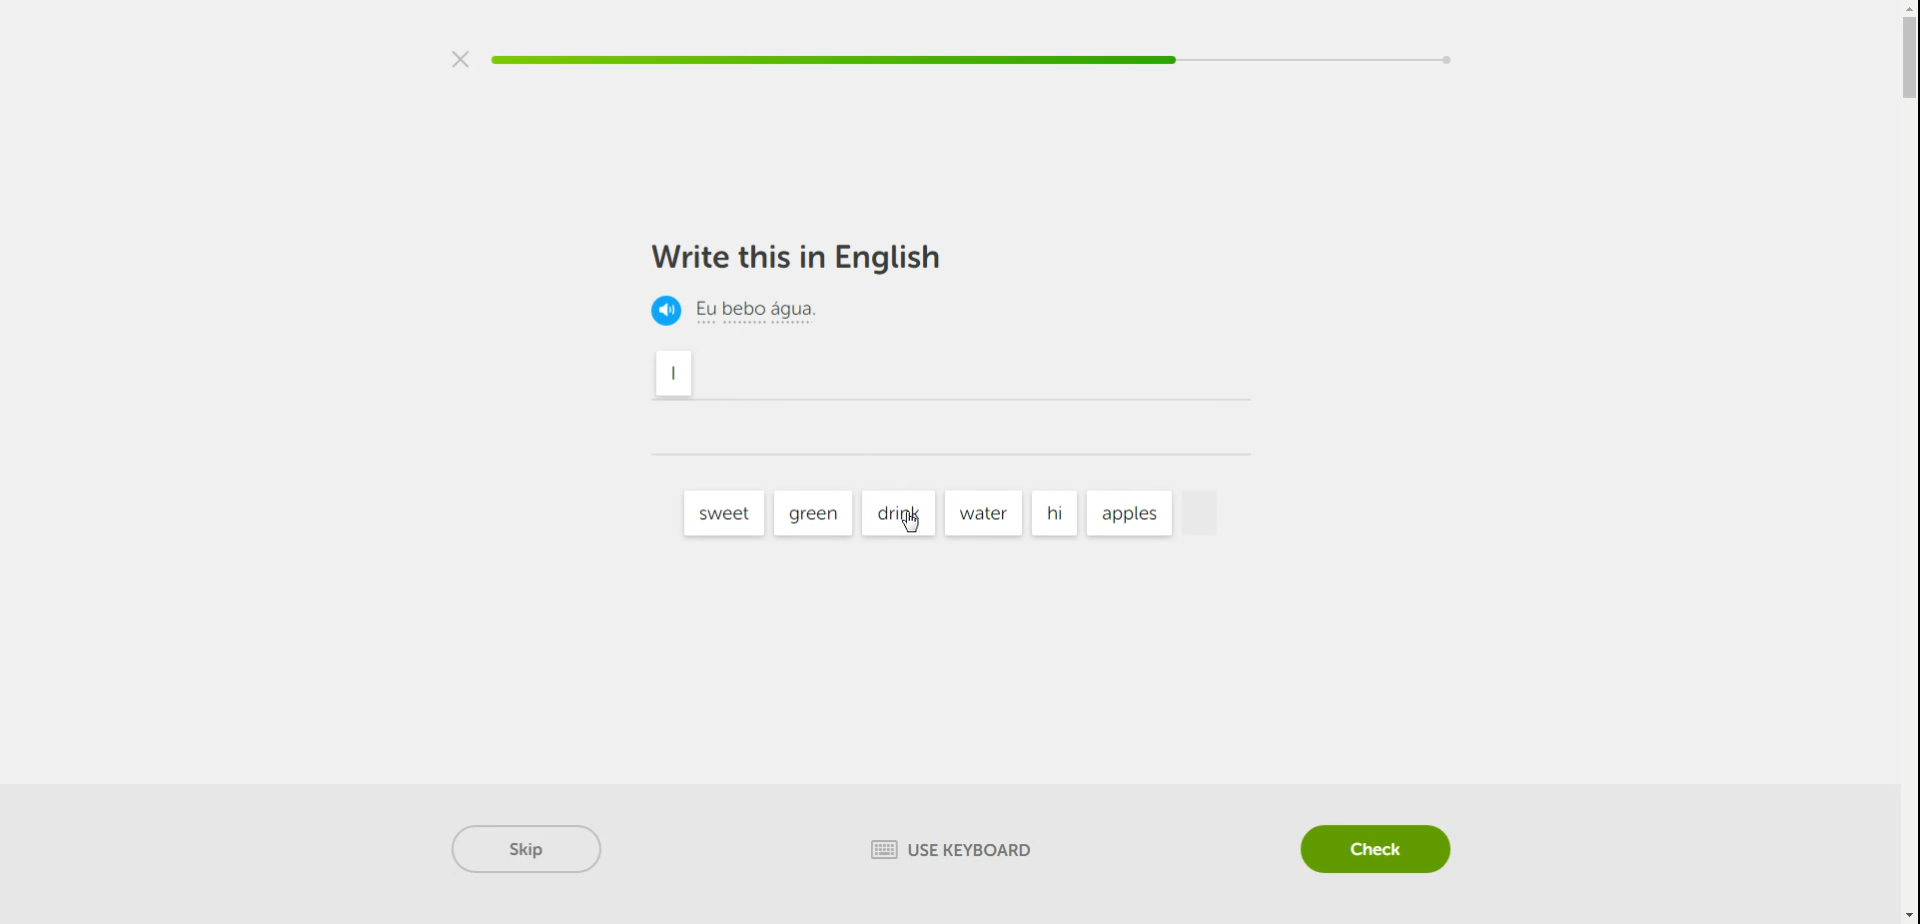 Write this in English
Eu bebo água.
I
sweet green drink water hi apples
Skip USE KEYBOARD Check